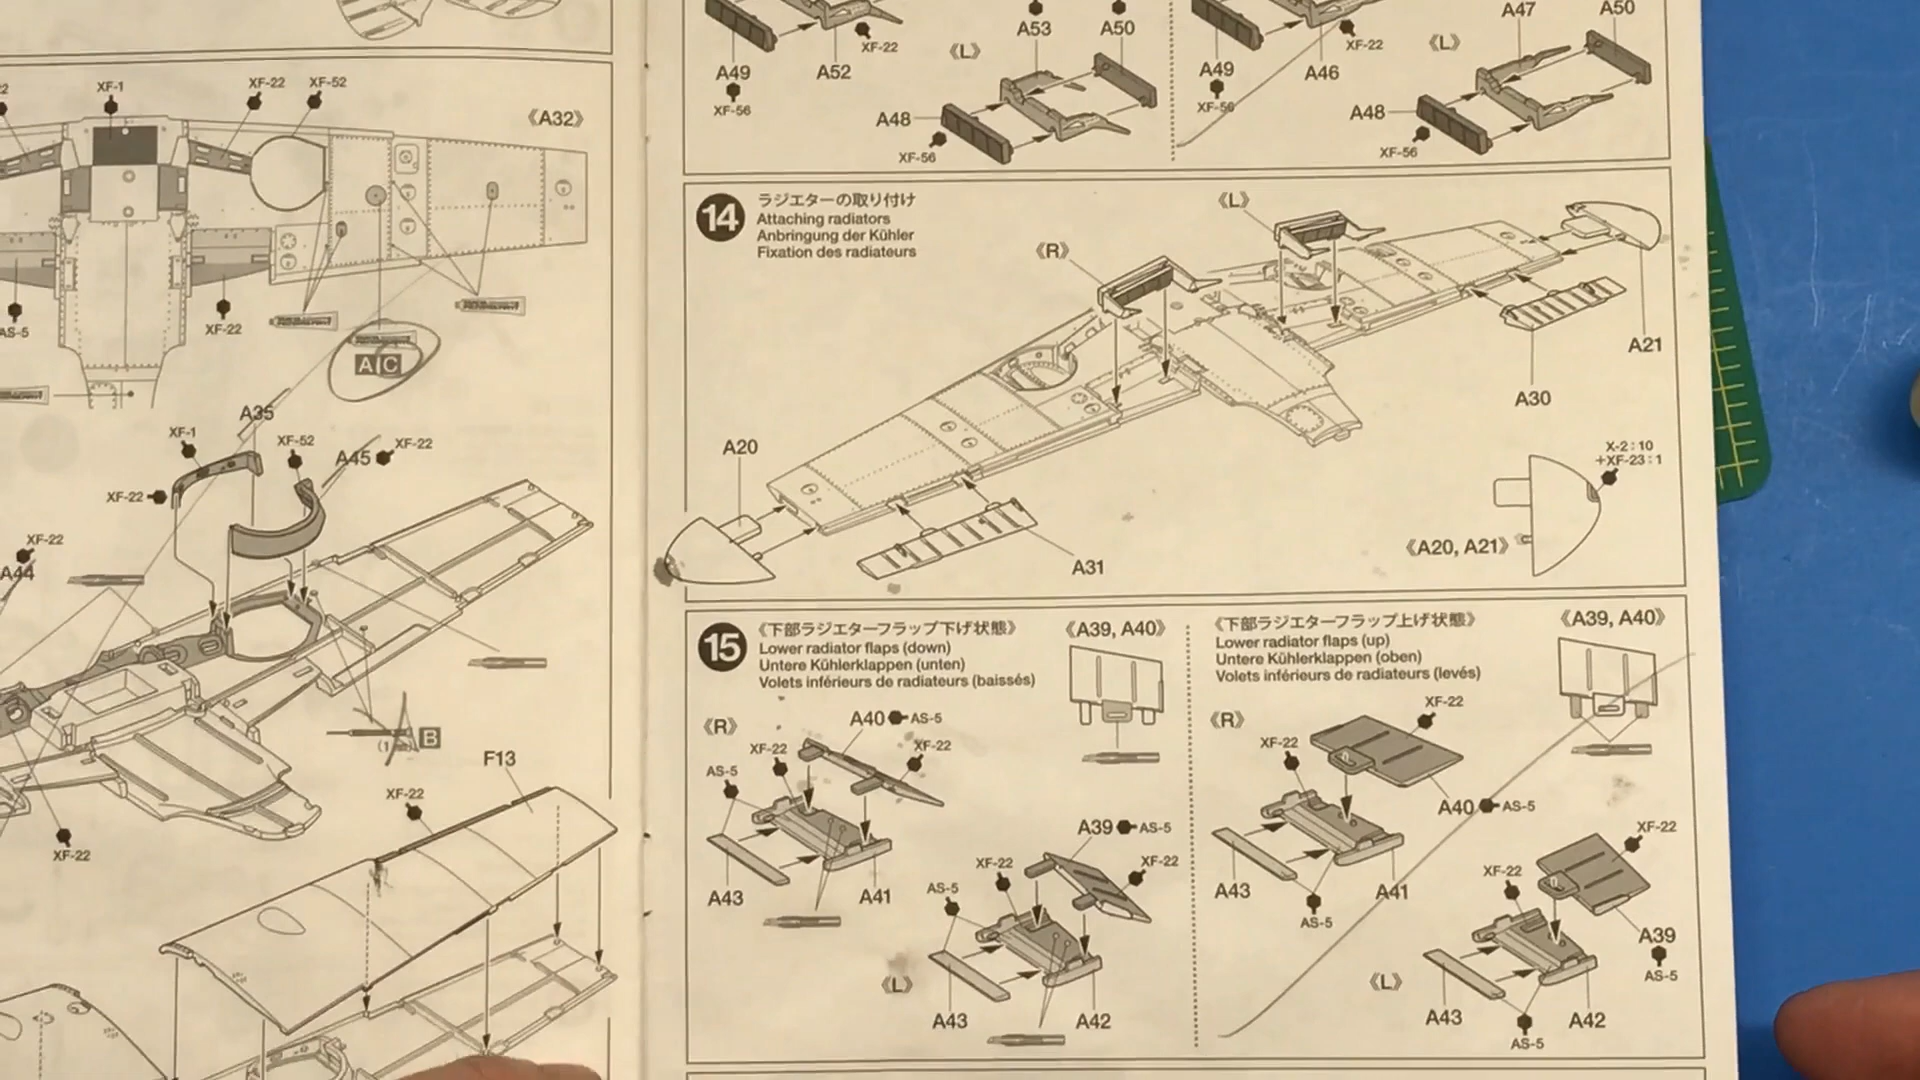 XF-1
XF-22
XF-52
《A32》
AS-5
XF-22
A|C
A35
XF-1
XF-52
A45
XF-22
XF-22
XF-22
A44
B
F13
XF-22
XF-22
A49
XF-56
A52
XF-22
《L》
A53
A50
A48
XF-56
A49
XF-56
A46
XF-22
《L》
A47
A50
A48
XF-56
14
ラジエターの取り付け
Attaching radiators
Anbringung der Kühler
Fixation des radiateurs
《R》
《L》
A21
A30
A20
A31
X-2:10
+XF-23:1
《A20, A21》
15
《下部ラジエターフラップ下げ状態》
Lower radiator flaps (down)
Untere Kühlerklappen (unten)
Volets inférieurs de radiateurs (baissés)
《A39, A40》
《R》
A40 AS-5
XF-22
XF-22
AS-5
A43
A41
A39 AS-5
XF-22
XF-22
AS-5
《L》
A43
A42
《下部ラジエターフラップ上げ状態》
Lower radiator flaps (up)
Untere Kühlerklappen (oben)
Volets inférieurs de radiateurs (levés)
《A39, A40》
《R》
XF-22
XF-22
A40 AS-5
A43
AS-5
A41
XF-22
XF-22
A39
AS-5
《L》
A43
A42
AS-5